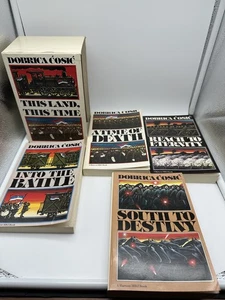 DOBRICA ĆOSIĆ
THIS LAND,
THIS TIME
DOBRICA ĆOSIĆ
A TIME OF
DEATH
DOBRICA ĆOSIĆ
REACH TO
ETERNITY
DOBRICA ĆOSIĆ
INTO THE
BATTLE
DOBRICA ĆOSIĆ
SOUTH TO
DESTINY